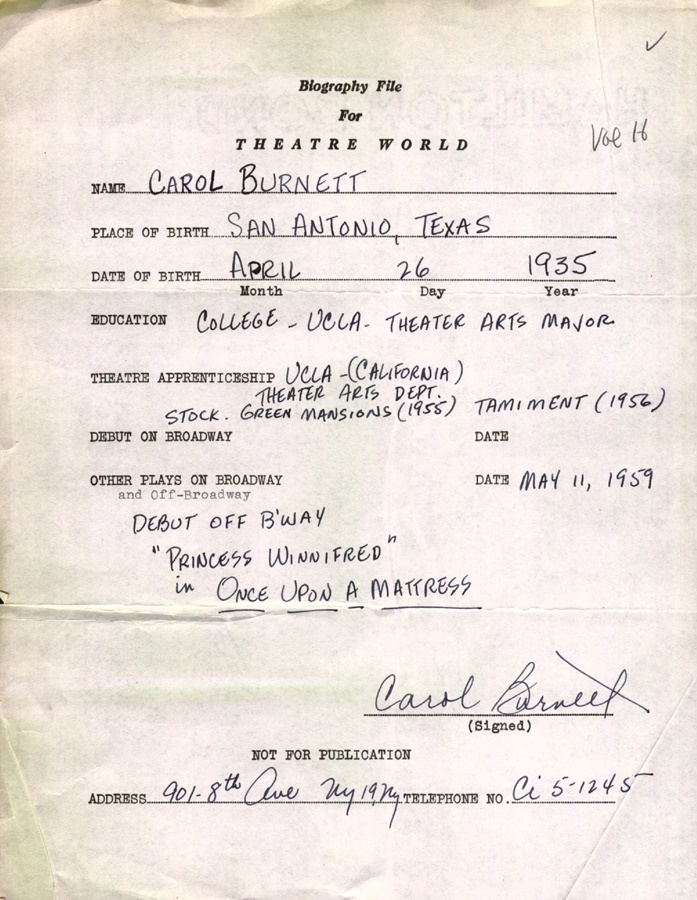 ✓
Biography File
For
THEATRE WORLD
Vol 16
NAME CAROL BURNETT
PLACE OF BIRTH SAN ANTONIO, TEXAS
DATE OF BIRTH APRIL 26 1935
Month Day Year
EDUCATION COLLEGE - UCLA - THEATER ARTS MAJOR
THEATRE APPRENTICESHIP UCLA - (CALIFORNIA)
THEATER ARTS DEPT.
STOCK. GREEN MANSIONS (1955) TAMIMENT (1956)
DEBUT ON BROADWAY DATE
OTHER PLAYS ON BROADWAY DATE MAY 11, 1959
and Off-Broadway
DEBUT OFF B'WAY
"PRINCESS WINNIFRED"
in ONCE UPON A MATTRESS
Carol Burnett
(Signed)
NOT FOR PUBLICATION
ADDRESS 901-8th Ave Ny 19 Ny TELEPHONE NO. Ci 5-1245